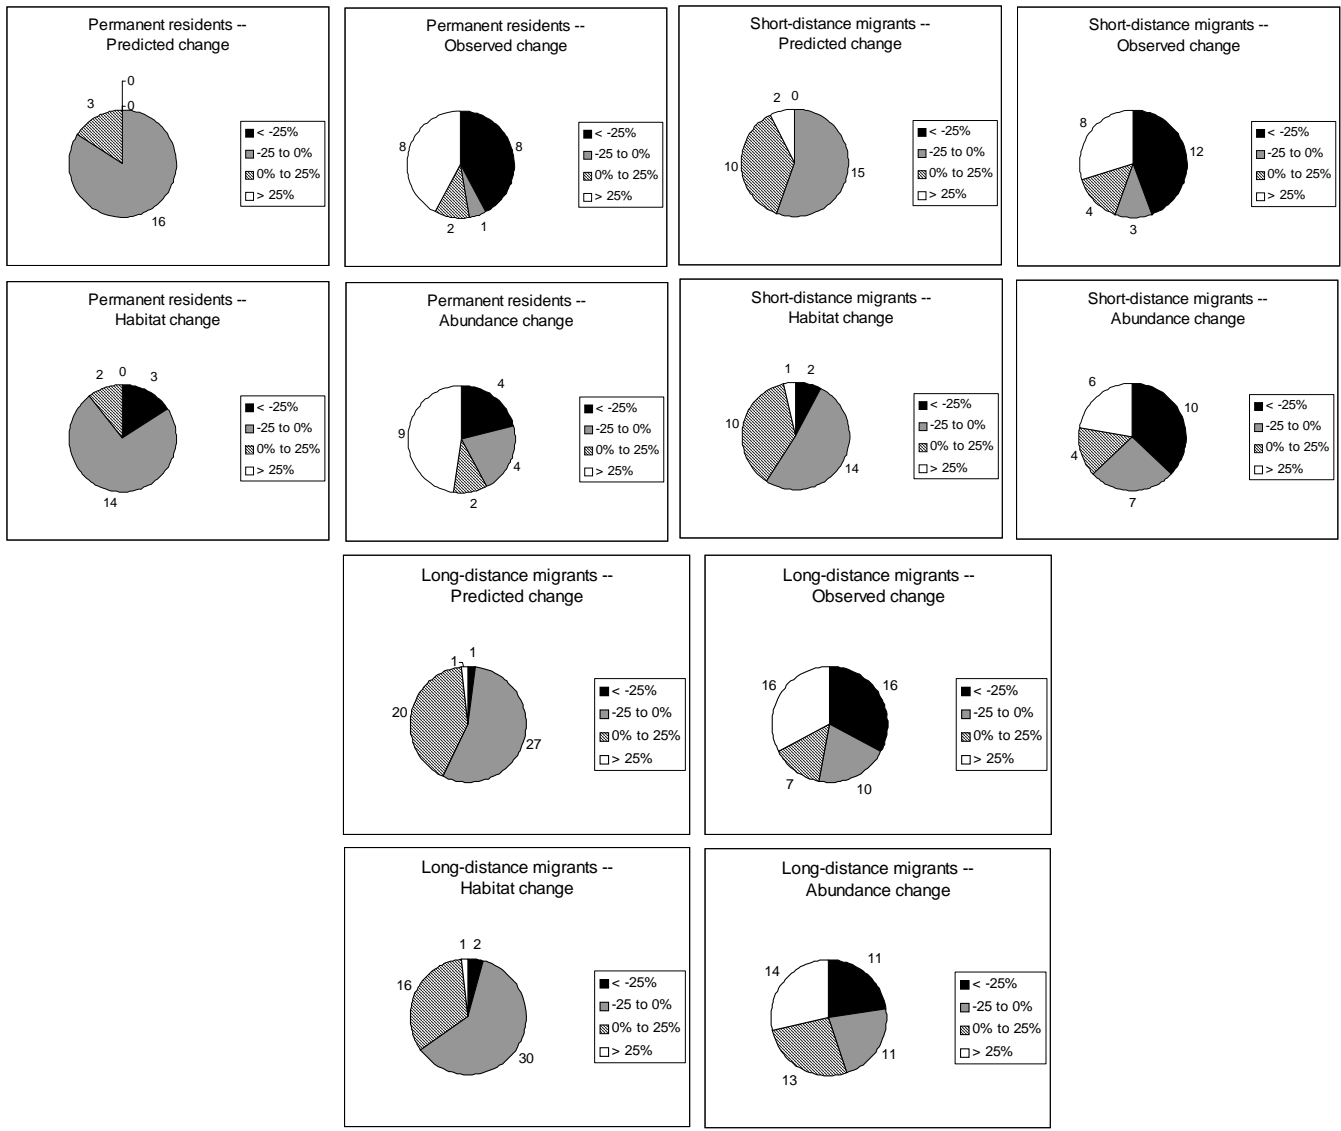 Permanent residents --
Predicted change
0
0
3
16
< -25%
-25 to 0%
0% to 25%
> 25%
Permanent residents --
Observed change
8
8
2
1
< -25%
-25 to 0%
0% to 25%
> 25%
Short-distance migrants --
Predicted change
2 0
10
15
< -25%
-25 to 0%
0% to 25%
> 25%
Short-distance migrants --
Observed change
8
12
4
3
< -25%
-25 to 0%
0% to 25%
> 25%
Permanent residents --
Habitat change
2 0 3
14
< -25%
-25 to 0%
0% to 25%
> 25%
Permanent residents --
Abundance change
4
9
4
2
< -25%
-25 to 0%
0% to 25%
> 25%
Short-distance migrants --
Habitat change
1 2
10
14
< -25%
-25 to 0%
0% to 25%
> 25%
Short-distance migrants --
Abundance change
6
10
4
7
< -25%
-25 to 0%
0% to 25%
> 25%
Long-distance migrants --
Predicted change
1 1
20
27
< -25%
-25 to 0%
0% to 25%
> 25%
Long-distance migrants --
Observed change
16 16
7
10
< -25%
-25 to 0%
0% to 25%
> 25%
Long-distance migrants --
Habitat change
1 2
16
30
< -25%
-25 to 0%
0% to 25%
> 25%
Long-distance migrants --
Abundance change
14 11
13
11
< -25%
-25 to 0%
0% to 25%
> 25%